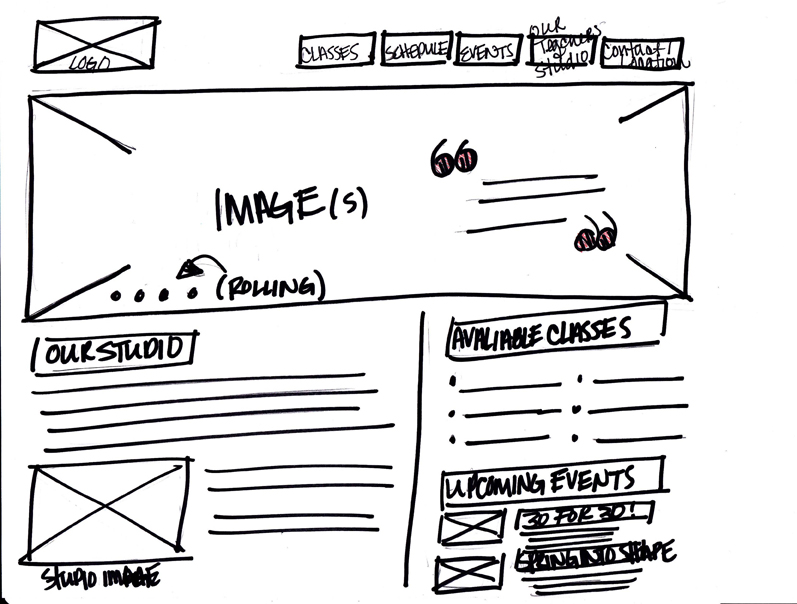 LOGO
CLASSES
SCHEDULE
EVENTS
OUR
Teachers
&
Studio
Contact/
Location
IMAGE(S)
(ROLLING)
OUR STUDIO
AVALIABLE CLASSES
UPCOMING EVENTS
30 FOR 30!
SPRING INTO SHAPE
STUDIO IMAGE